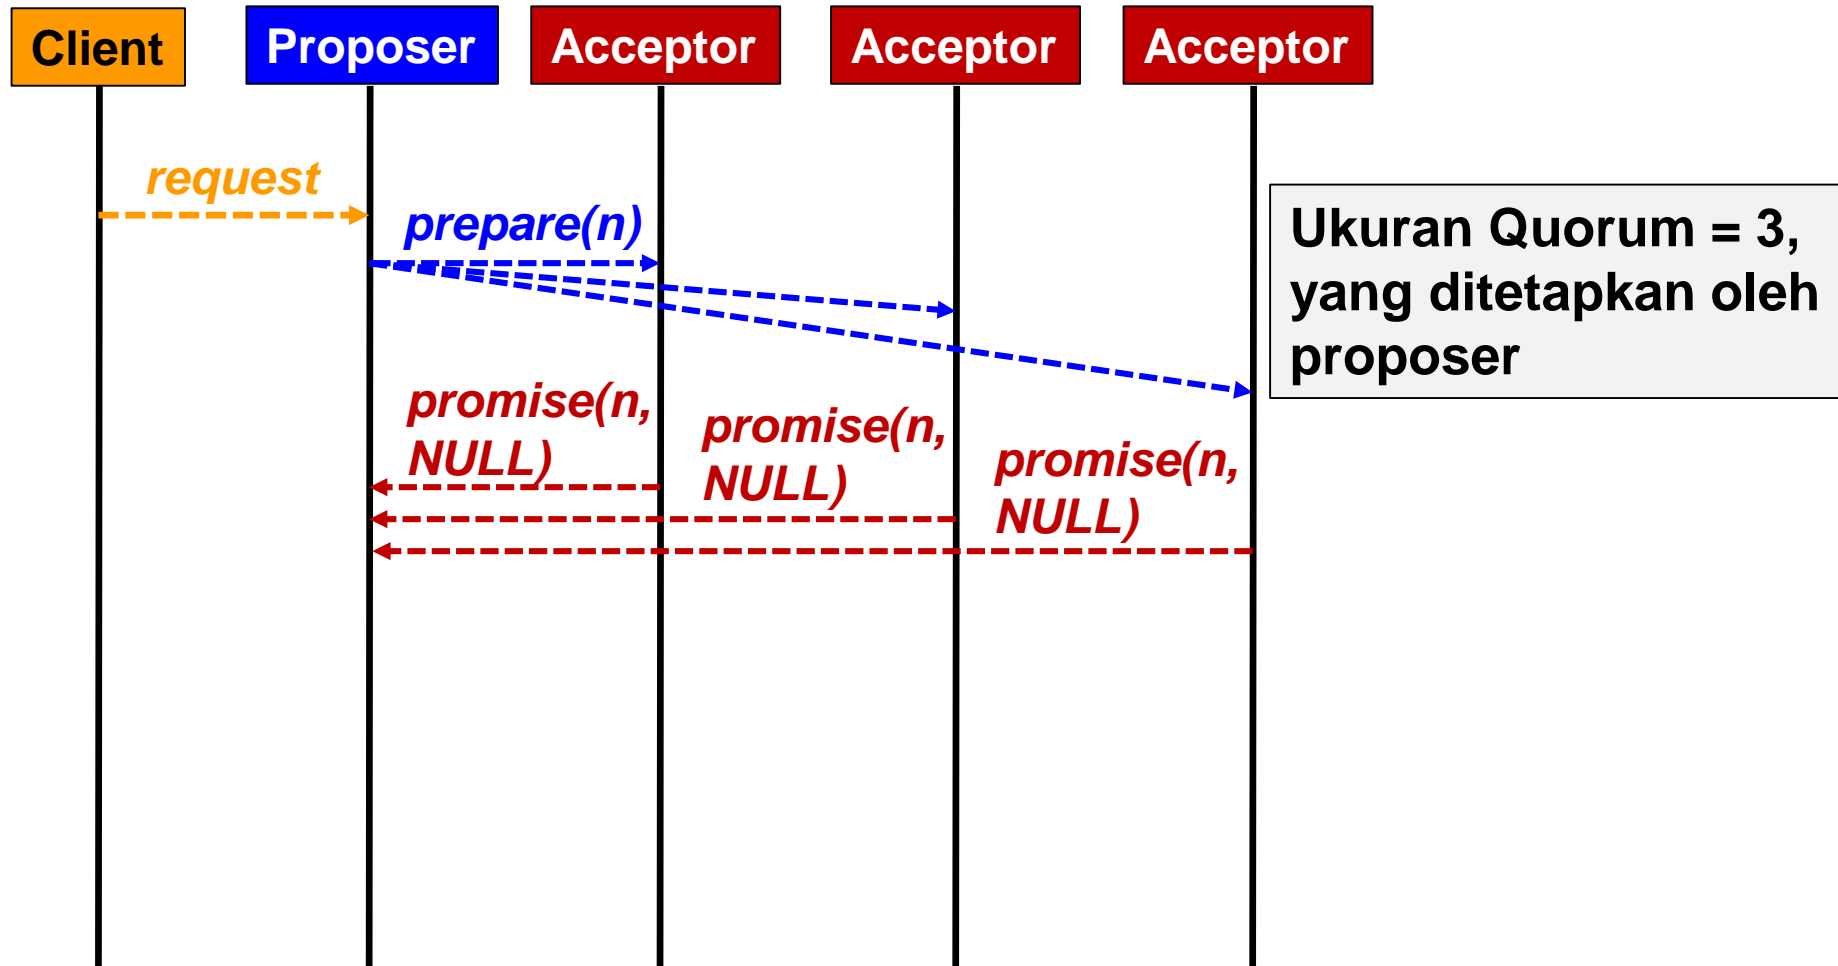 Client
Proposer
Acceptor
Acceptor
Acceptor
request
prepare(n)
Ukuran Quorum = 3,
yang ditetapkan oleh
proposer
promise(n,
NULL)
promise(n,
NULL)
promise(n,
NULL)